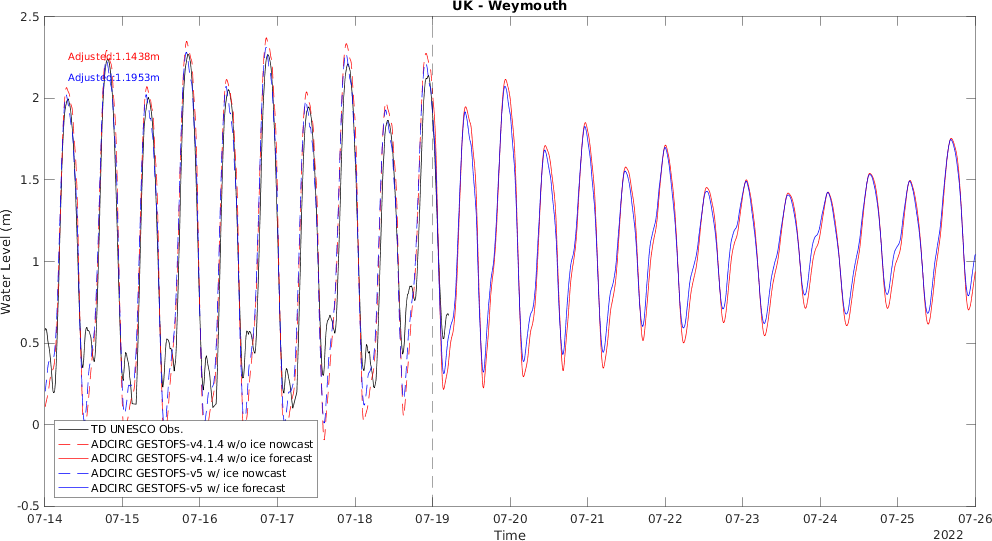 UK - Weymouth
2.5
2
1.5
1
0.5
0
-0.5
Water Level (m)
Adjusted:1.1438m
Adjusted:1.1953m
TD UNESCO Obs.
ADCIRC GESTOFS-v4.1.4 w/o ice nowcast
ADCIRC GESTOFS-v4.1.4 w/o ice forecast
ADCIRC GESTOFS-v5 w/ ice nowcast
ADCIRC GESTOFS-v5 w/ ice forecast
07-14 07-15 07-16 07-17 07-18 07-19 07-20 07-21 07-22 07-23 07-24 07-25 07-26
Time
2022